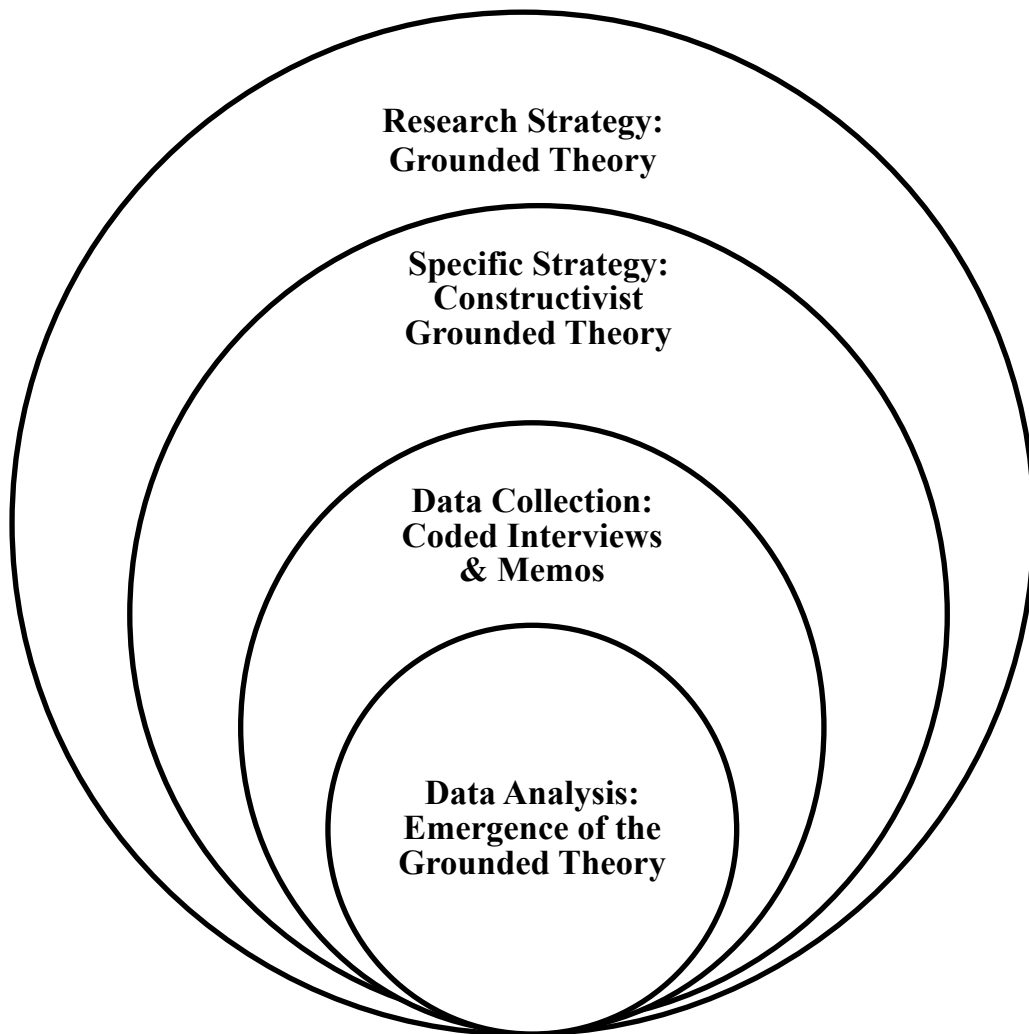 Research Strategy:
Grounded Theory
Specific Strategy:
Constructivist
Grounded Theory
Data Collection:
Coded Interviews
& Memos
Data Analysis:
Emergence of the
Grounded Theory